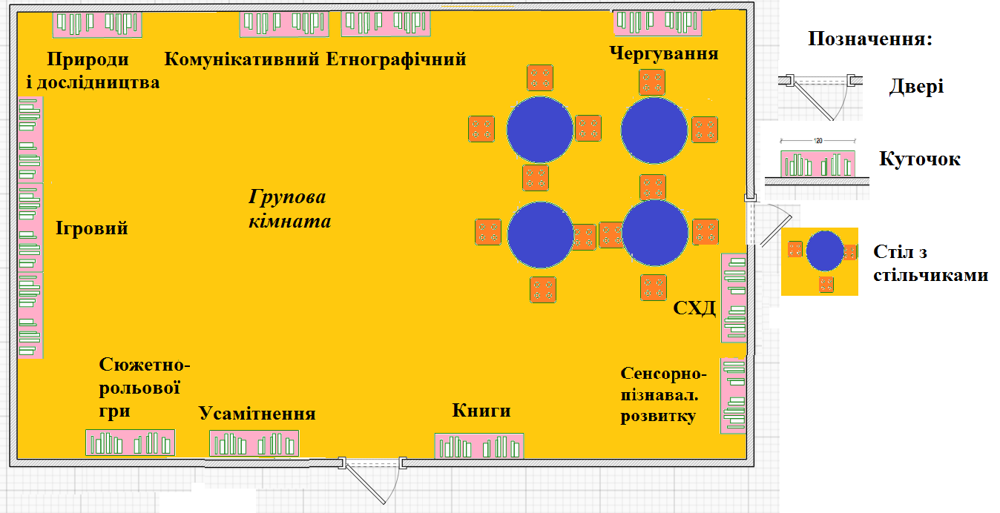 Природи
і дослідництва
Комунікативний
Етнографічний
Чергування
Позначення:
Двері
120
Куточок
Групова
кімната
Ігровий
Стіл з
стільчиками
СХД
Сюжетно-
рольової
гри
Усамітнення
Книги
Сенсорно-
пізнавал.
розвитку